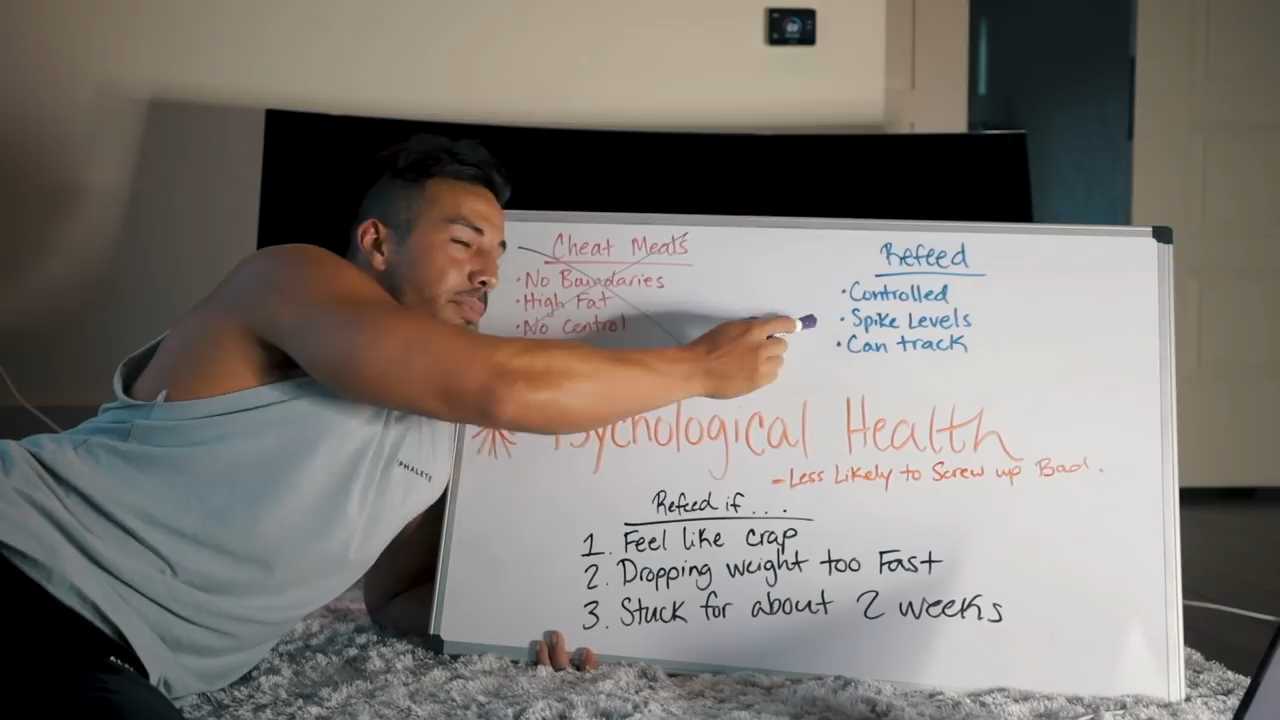 Cheat Meals
• No Boundaries
• High Fat
• No Control
Refeed
• Controlled
• Spike Levels
• Can track
Psychological Health
- Less Likely to Screw up Bad.
Refeed if...
1. Feel like crap
2. Dropping weight too Fast
3. Stuck for about 2 weeks
PHALETE